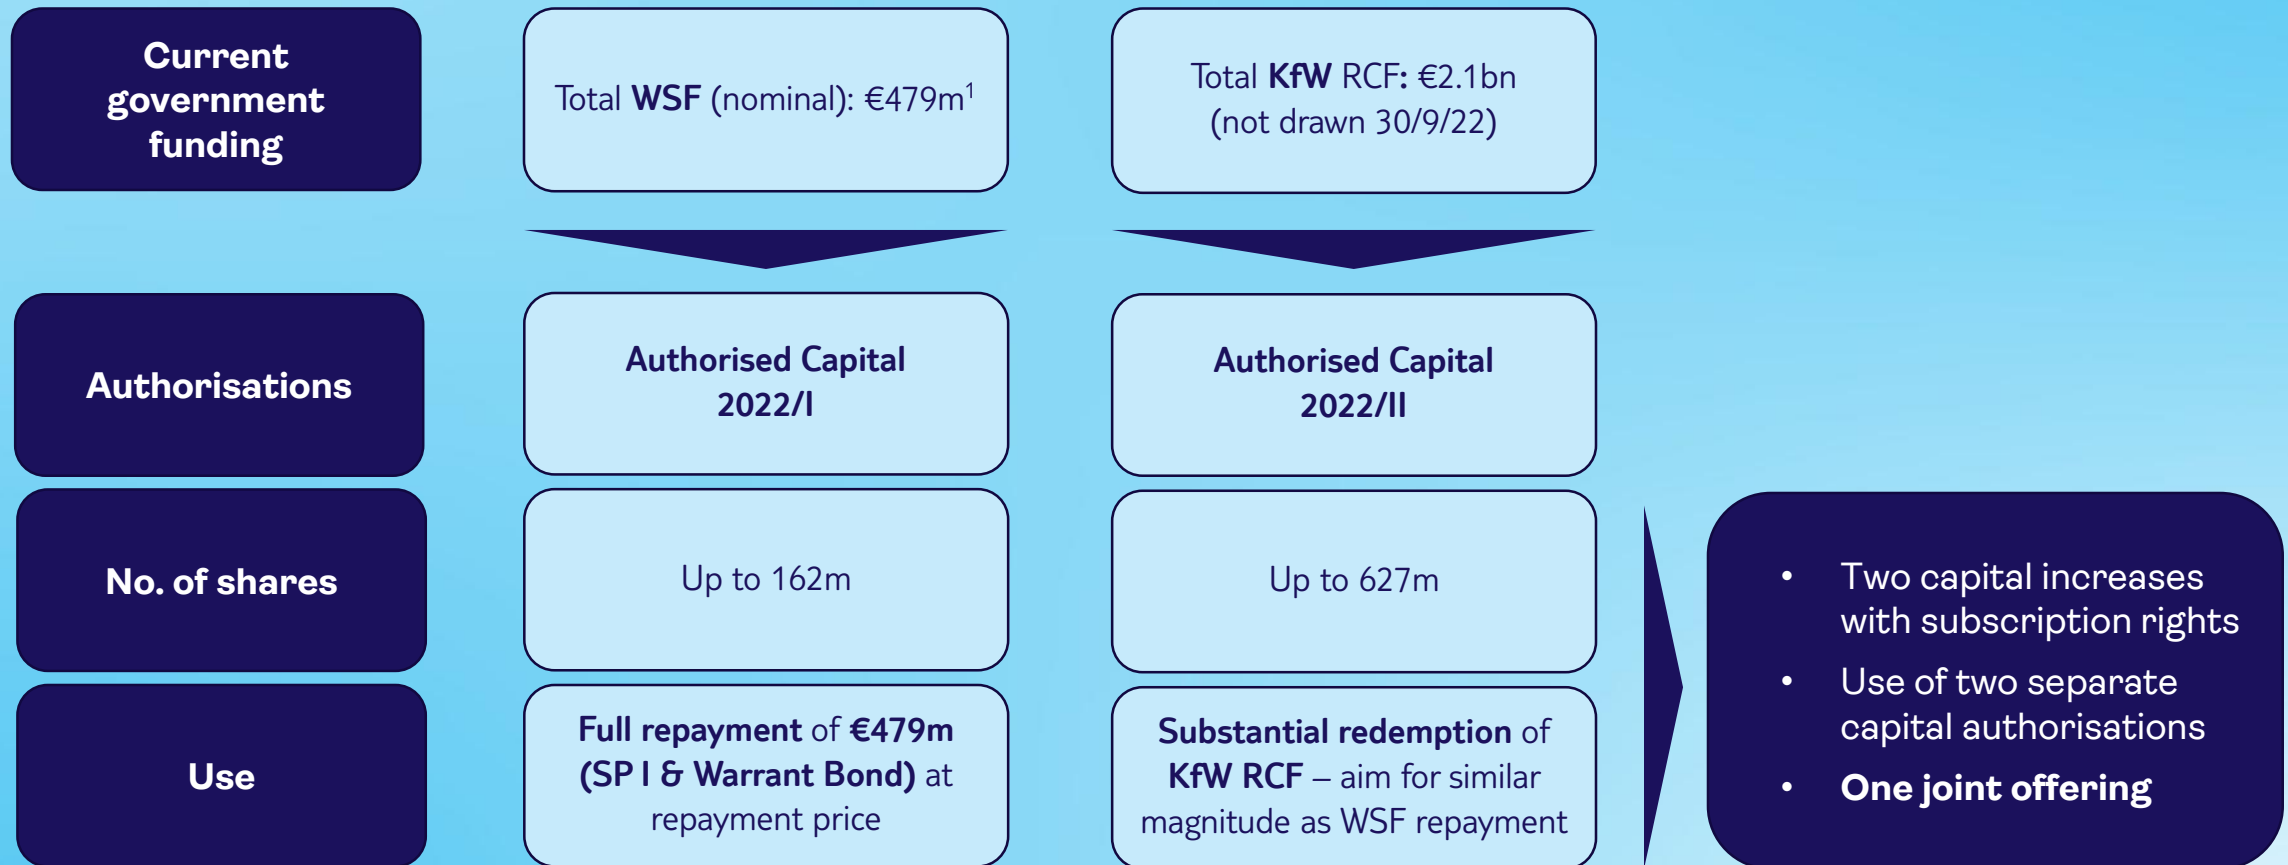 Current
government
funding
Total WSF (nominal): €479m¹
Total KfW RCF: €2.1bn
(not drawn 30/9/22)
Authorisations
Authorised Capital
2022/I
Authorised Capital
2022/II
No. of shares
Up to 162m
Up to 627m
Use
Full repayment of €479m
(SP I & Warrant Bond) at
repayment price
Substantial redemption of
KfW RCF – aim for similar
magnitude as WSF repayment
• Two capital increases
with subscription rights
• Use of two separate
capital authorisations
• One joint offering